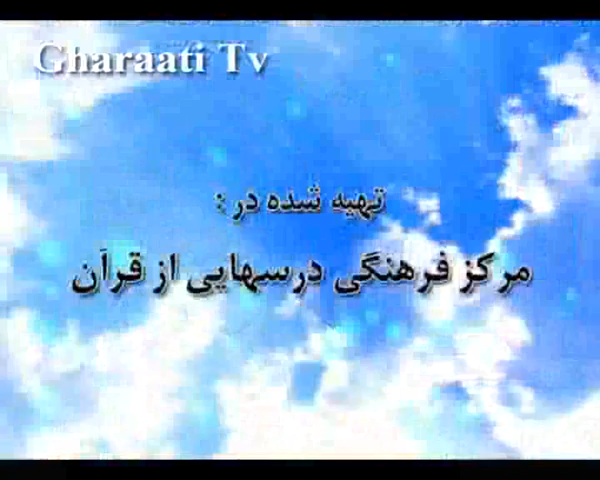 Gharaati Tv
تهیه شده در :
مرکز فرهنگی درسهایی از قرآن